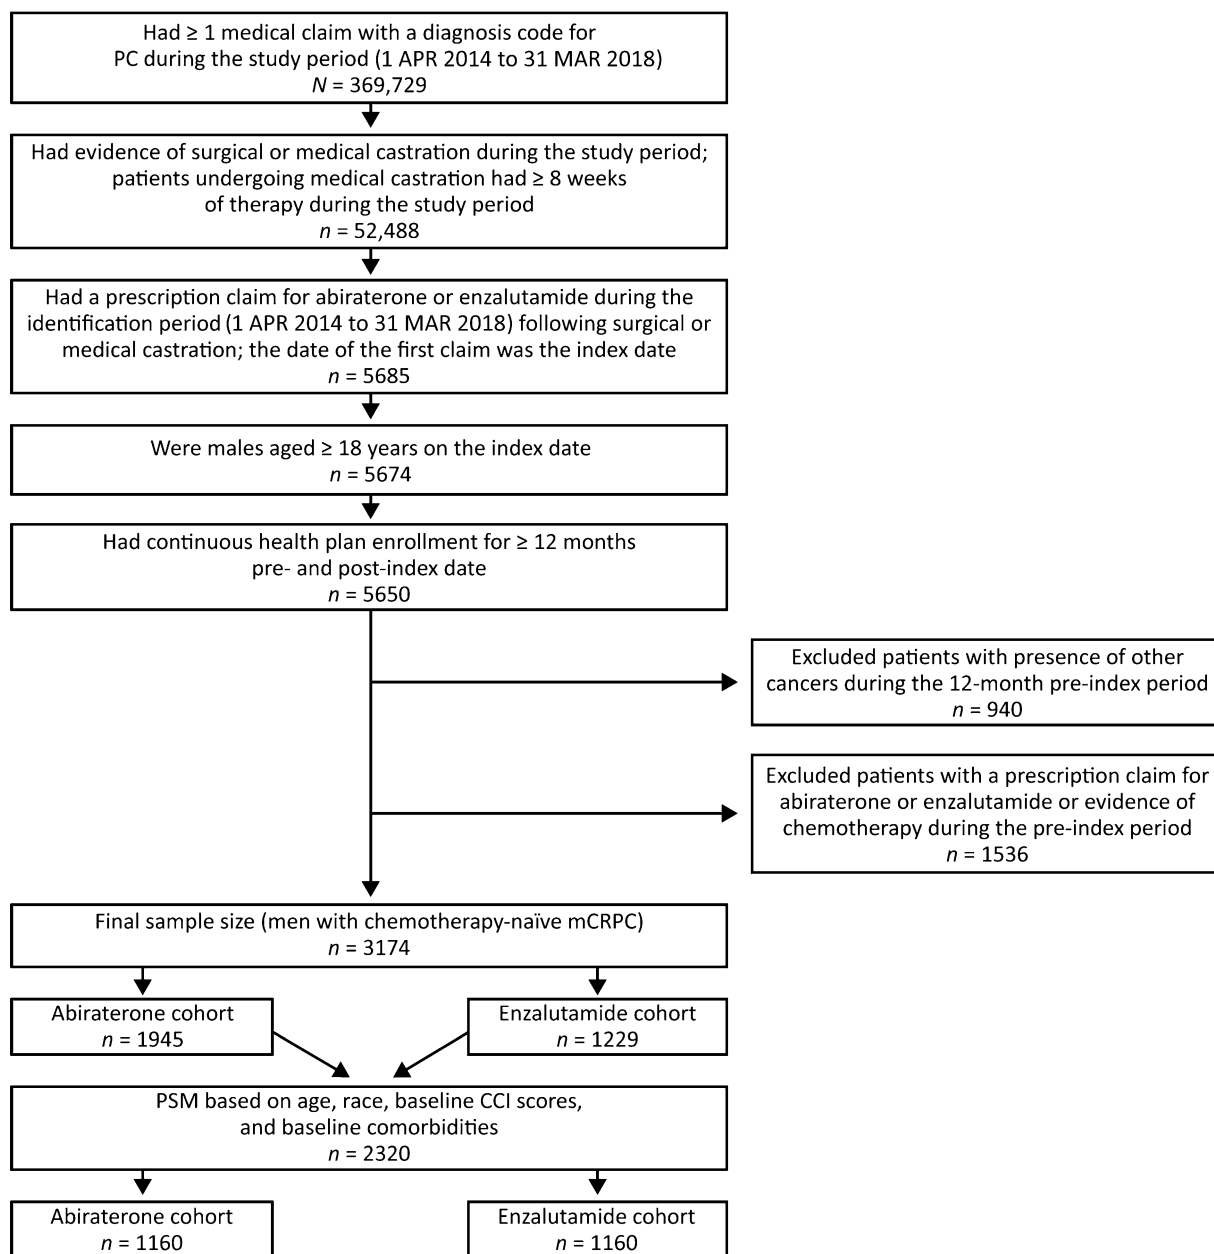 Had ≥ 1 medical claim with a diagnosis code for
PC during the study period (1 APR 2014 to 31 MAR 2018)
N = 369,729
Had evidence of surgical or medical castration during the study period;
patients undergoing medical castration had ≥ 8 weeks
of therapy during the study period
n = 52,488
Had a prescription claim for abiraterone or enzalutamide during the
identification period (1 APR 2014 to 31 MAR 2018) following surgical or
medical castration; the date of the first claim was the index date
n = 5685
Were males aged ≥ 18 years on the index date
n = 5674
Had continuous health plan enrollment for ≥ 12 months
pre- and post-index date
n = 5650
Excluded patients with presence of other
cancers during the 12-month pre-index period
n = 940
Excluded patients with a prescription claim for
abiraterone or enzalutamide or evidence of
chemotherapy during the pre-index period
n = 1536
Final sample size (men with chemotherapy-naïve mCRPC)
n = 3174
Abiraterone cohort
n = 1945
Enzalutamide cohort
n = 1229
PSM based on age, race, baseline CCI scores,
and baseline comorbidities
n = 2320
Abiraterone cohort
n = 1160
Enzalutamide cohort
n = 1160